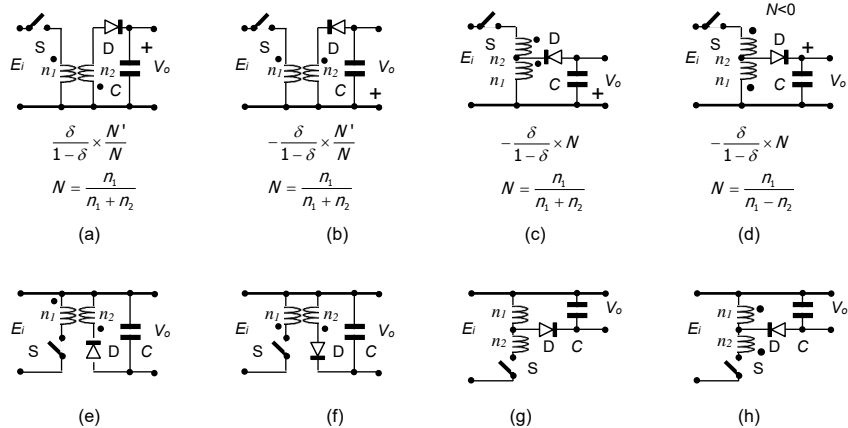 S D + Ei n1 n2 C Vo
S D Ei n1 n2 C Vo +
S D Ei n2 n1 C Vo +
N<0 S D + Ei n2 n1 C Vo
δ/(1−δ) × N'/N
−δ/(1−δ) × N'/N
−δ/(1−δ) × N
−δ/(1−δ) × N
N = n1/(n1 + n2)
N = n1/(n1 + n2)
N = n1/(n1 + n2)
N = n1/(n1 − n2)
(a)
(b)
(c)
(d)
n1 n2 Ei Vo S D C
n1 n2 Ei Vo S D C
n1 Vo Ei n2 D C S
n1 Vo Ei n2 D C S
(e)
(f)
(g)
(h)